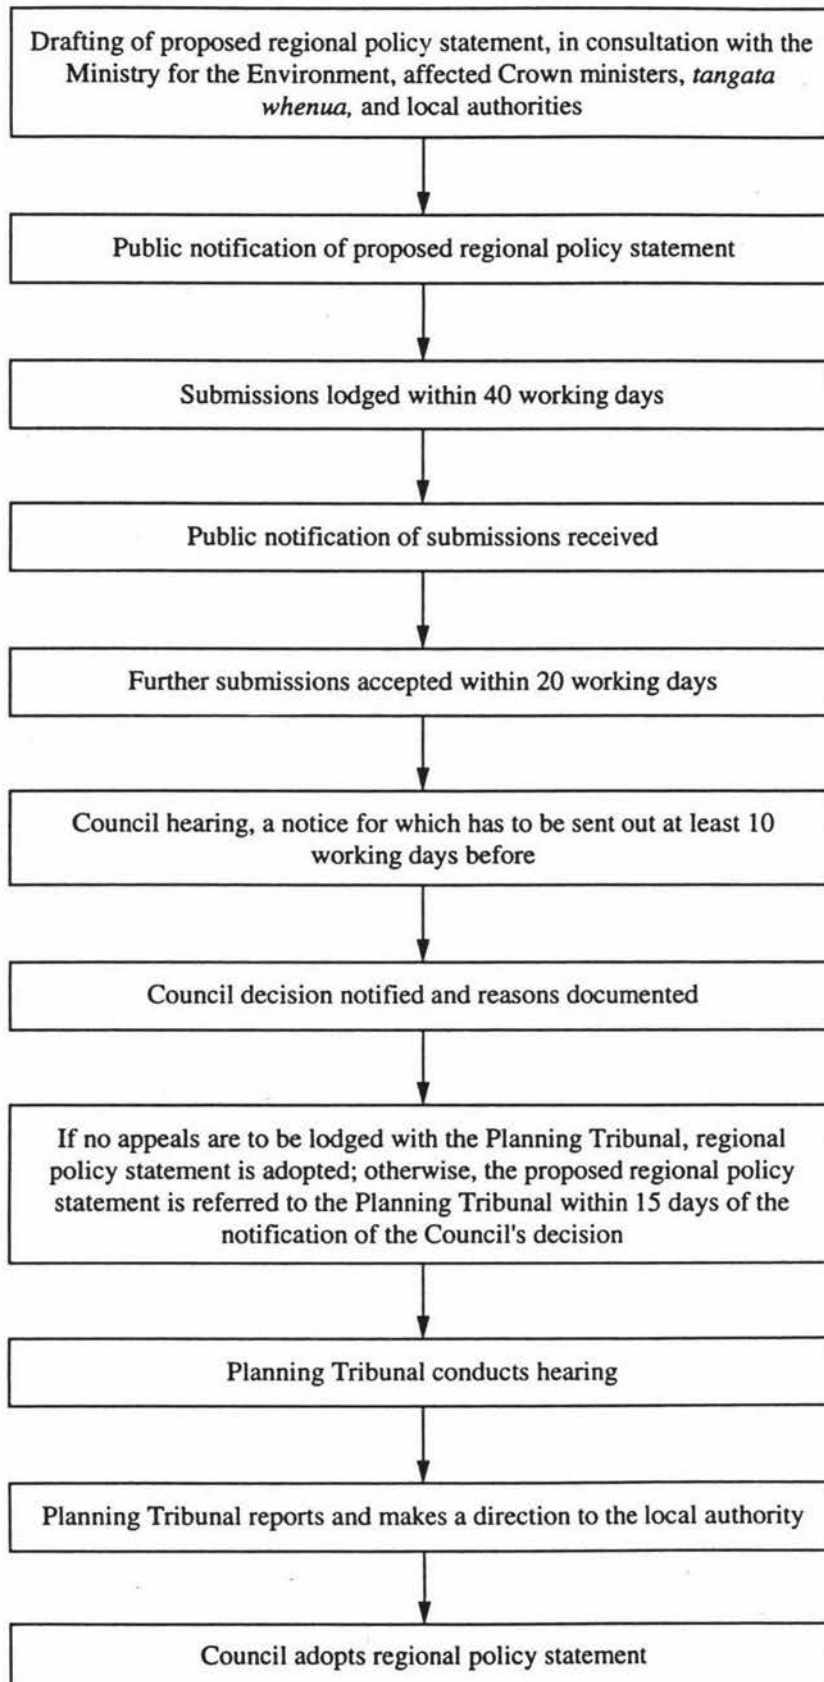 Drafting of proposed regional policy statement, in consultation with the
Ministry for the Environment, affected Crown ministers, tangata
whenua, and local authorities
Public notification of proposed regional policy statement
Submissions lodged within 40 working days
Public notification of submissions received
Further submissions accepted within 20 working days
Council hearing, a notice for which has to be sent out at least 10
working days before
Council decision notified and reasons documented
If no appeals are to be lodged with the Planning Tribunal, regional
policy statement is adopted; otherwise, the proposed regional policy
statement is referred to the Planning Tribunal within 15 days of the
notification of the Council's decision
Planning Tribunal conducts hearing
Planning Tribunal reports and makes a direction to the local authority
Council adopts regional policy statement